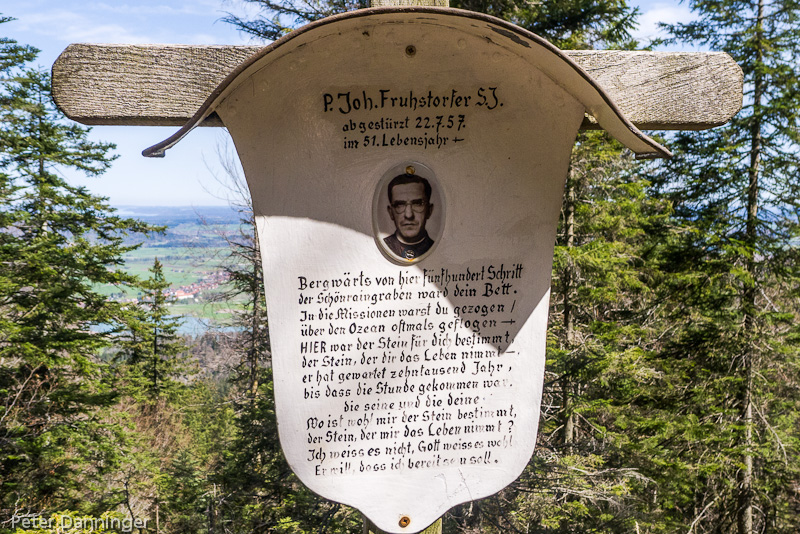 P. Joh. Fruhstorfer S.J.
abgestürzt 22.7.57.
im 51. Lebensjahr
Bergwärts von hier fünfhundert Schritt
der Schönraingraben ward dein Bett.
In die Missionen warst du gezogen /
über den Ozean oftmals geflogen
HIER war der Stein für dich bestimmt,
der Stein, der dir das Leben nimmt
er hat gewartet zehntausend Jahr,
bis dass die Stunde gekommen war.
die seine und die deine.
Wo ist wohl mir der Stein bestimmt,
der Stein, der mir das Leben nimmt?
Ich weiss es nicht, Gott weiss es wohl
Er will, dass ich bereit sein soll.
Peter Danninger